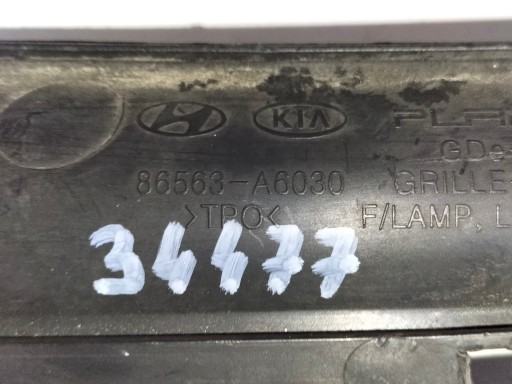 KIA
86563-A6030 GRILLE-
>TPO< F/LAMP, L
34477